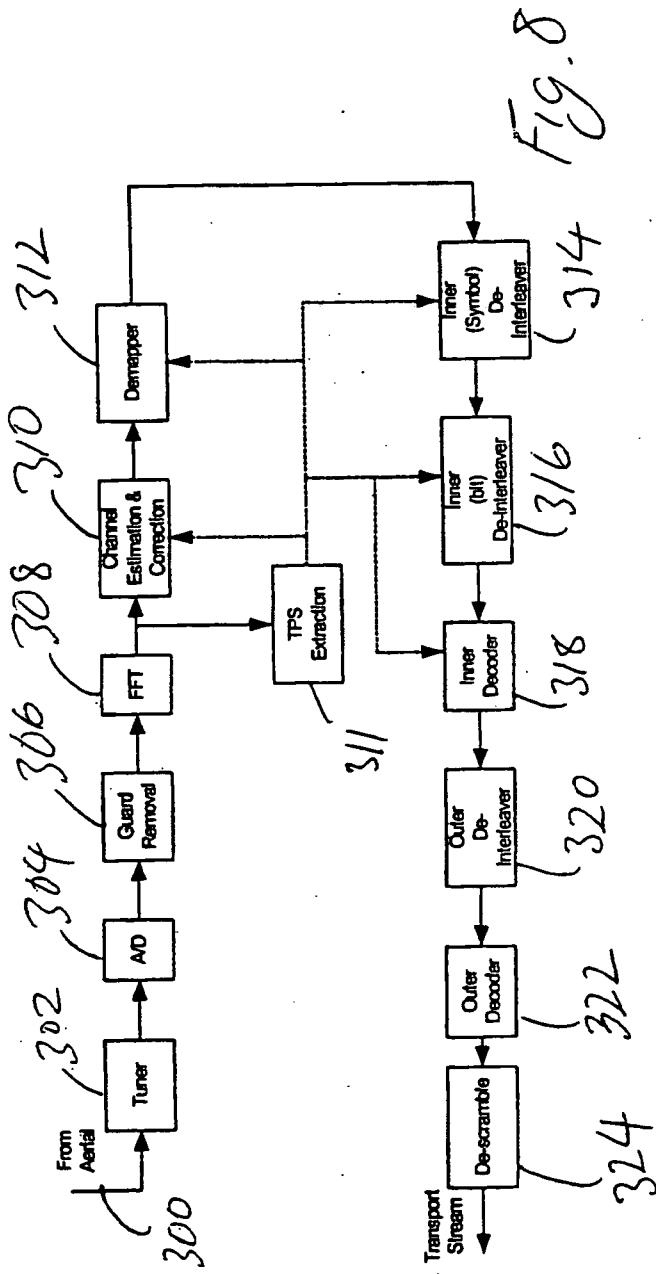 From
Aerial
300
Tuner
302
A/D
304
Guard
Removal
306
FFT
308
Channel
Estimation &
Correction
310
Demapper
312
TPS
Extraction
311
Inner
(Symbol)
De-
Interleaver
314
Inner
(bit)
De-Interleaver
316
Inner
Decoder
318
Outer
De-
Interleaver
320
Outer
Decoder
322
De-scramble
324
Transport
Stream
Fig. 8